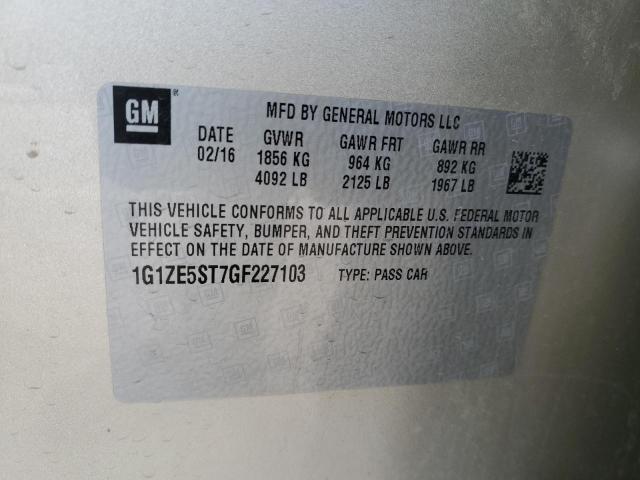 GM
MFD BY GENERAL MOTORS LLC
DATE GVWR GAWR FRT GAWR RR
02/16 1856 KG 964 KG 892 KG
4092 LB 2125 LB 1967 LB
THIS VEHICLE CONFORMS TO ALL APPLICABLE U.S. FEDERAL MOTOR
VEHICLE SAFETY, BUMPER, AND THEFT PREVENTION STANDARDS IN
EFFECT ON THE DATE OF MANUFACTURE SHOWN ABOVE.
1G1ZE5ST7GF227103 TYPE: PASS CAR